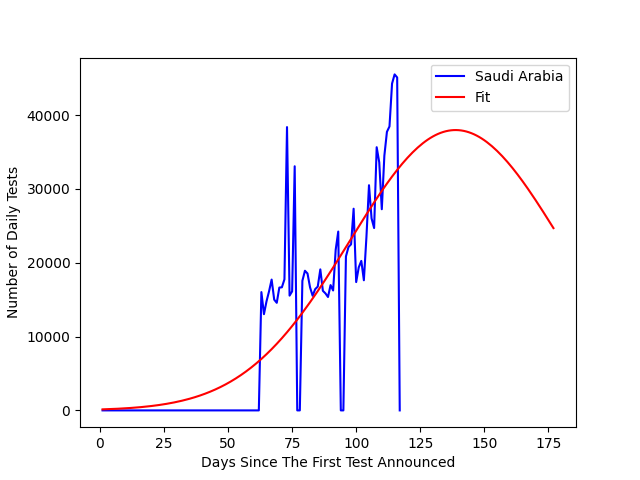 Saudi Arabia
Fit
40000
30000
20000
10000
0
Number of Daily Tests
0 25 50 75 100 125 150 175
Days Since The First Test Announced